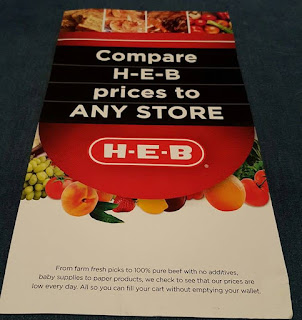 Compare
H-E-B
prices to
ANY STORE
H-E-B
From farm fresh picks to 100% pure beef with no additives,
baby supplies to paper products, we check to see that our prices are
low every day. All so you can fill your cart without emptying your wallet.